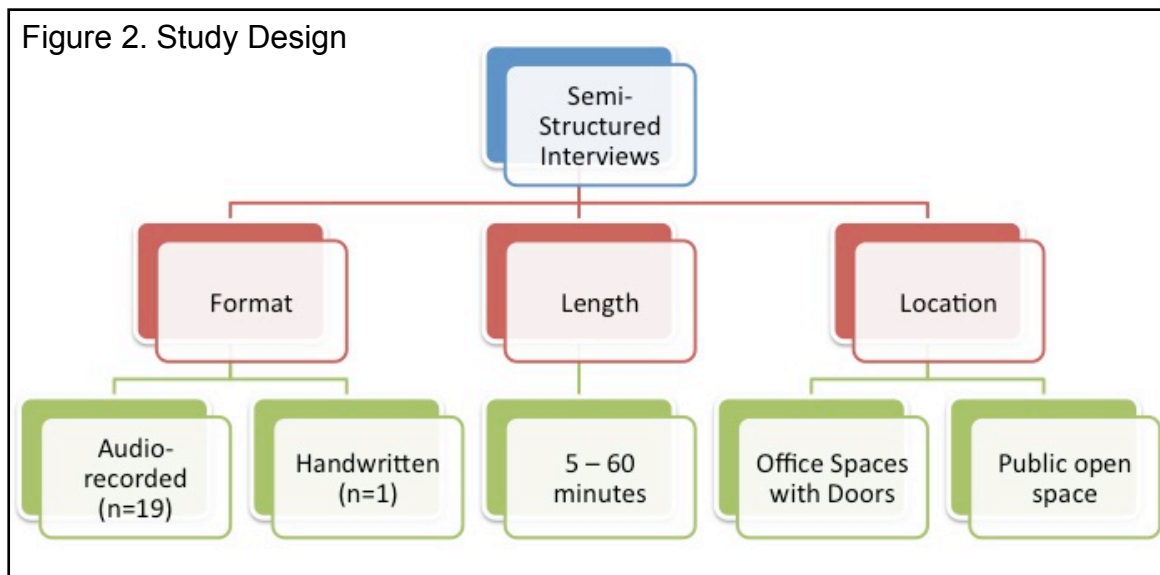 Figure 2. Study Design
Semi-
Structured
Interviews
Format
Length
Location
Audio-
recorded
(n=19)
Handwritten
(n=1)
5 – 60
minutes
Office Spaces
with Doors
Public open
space